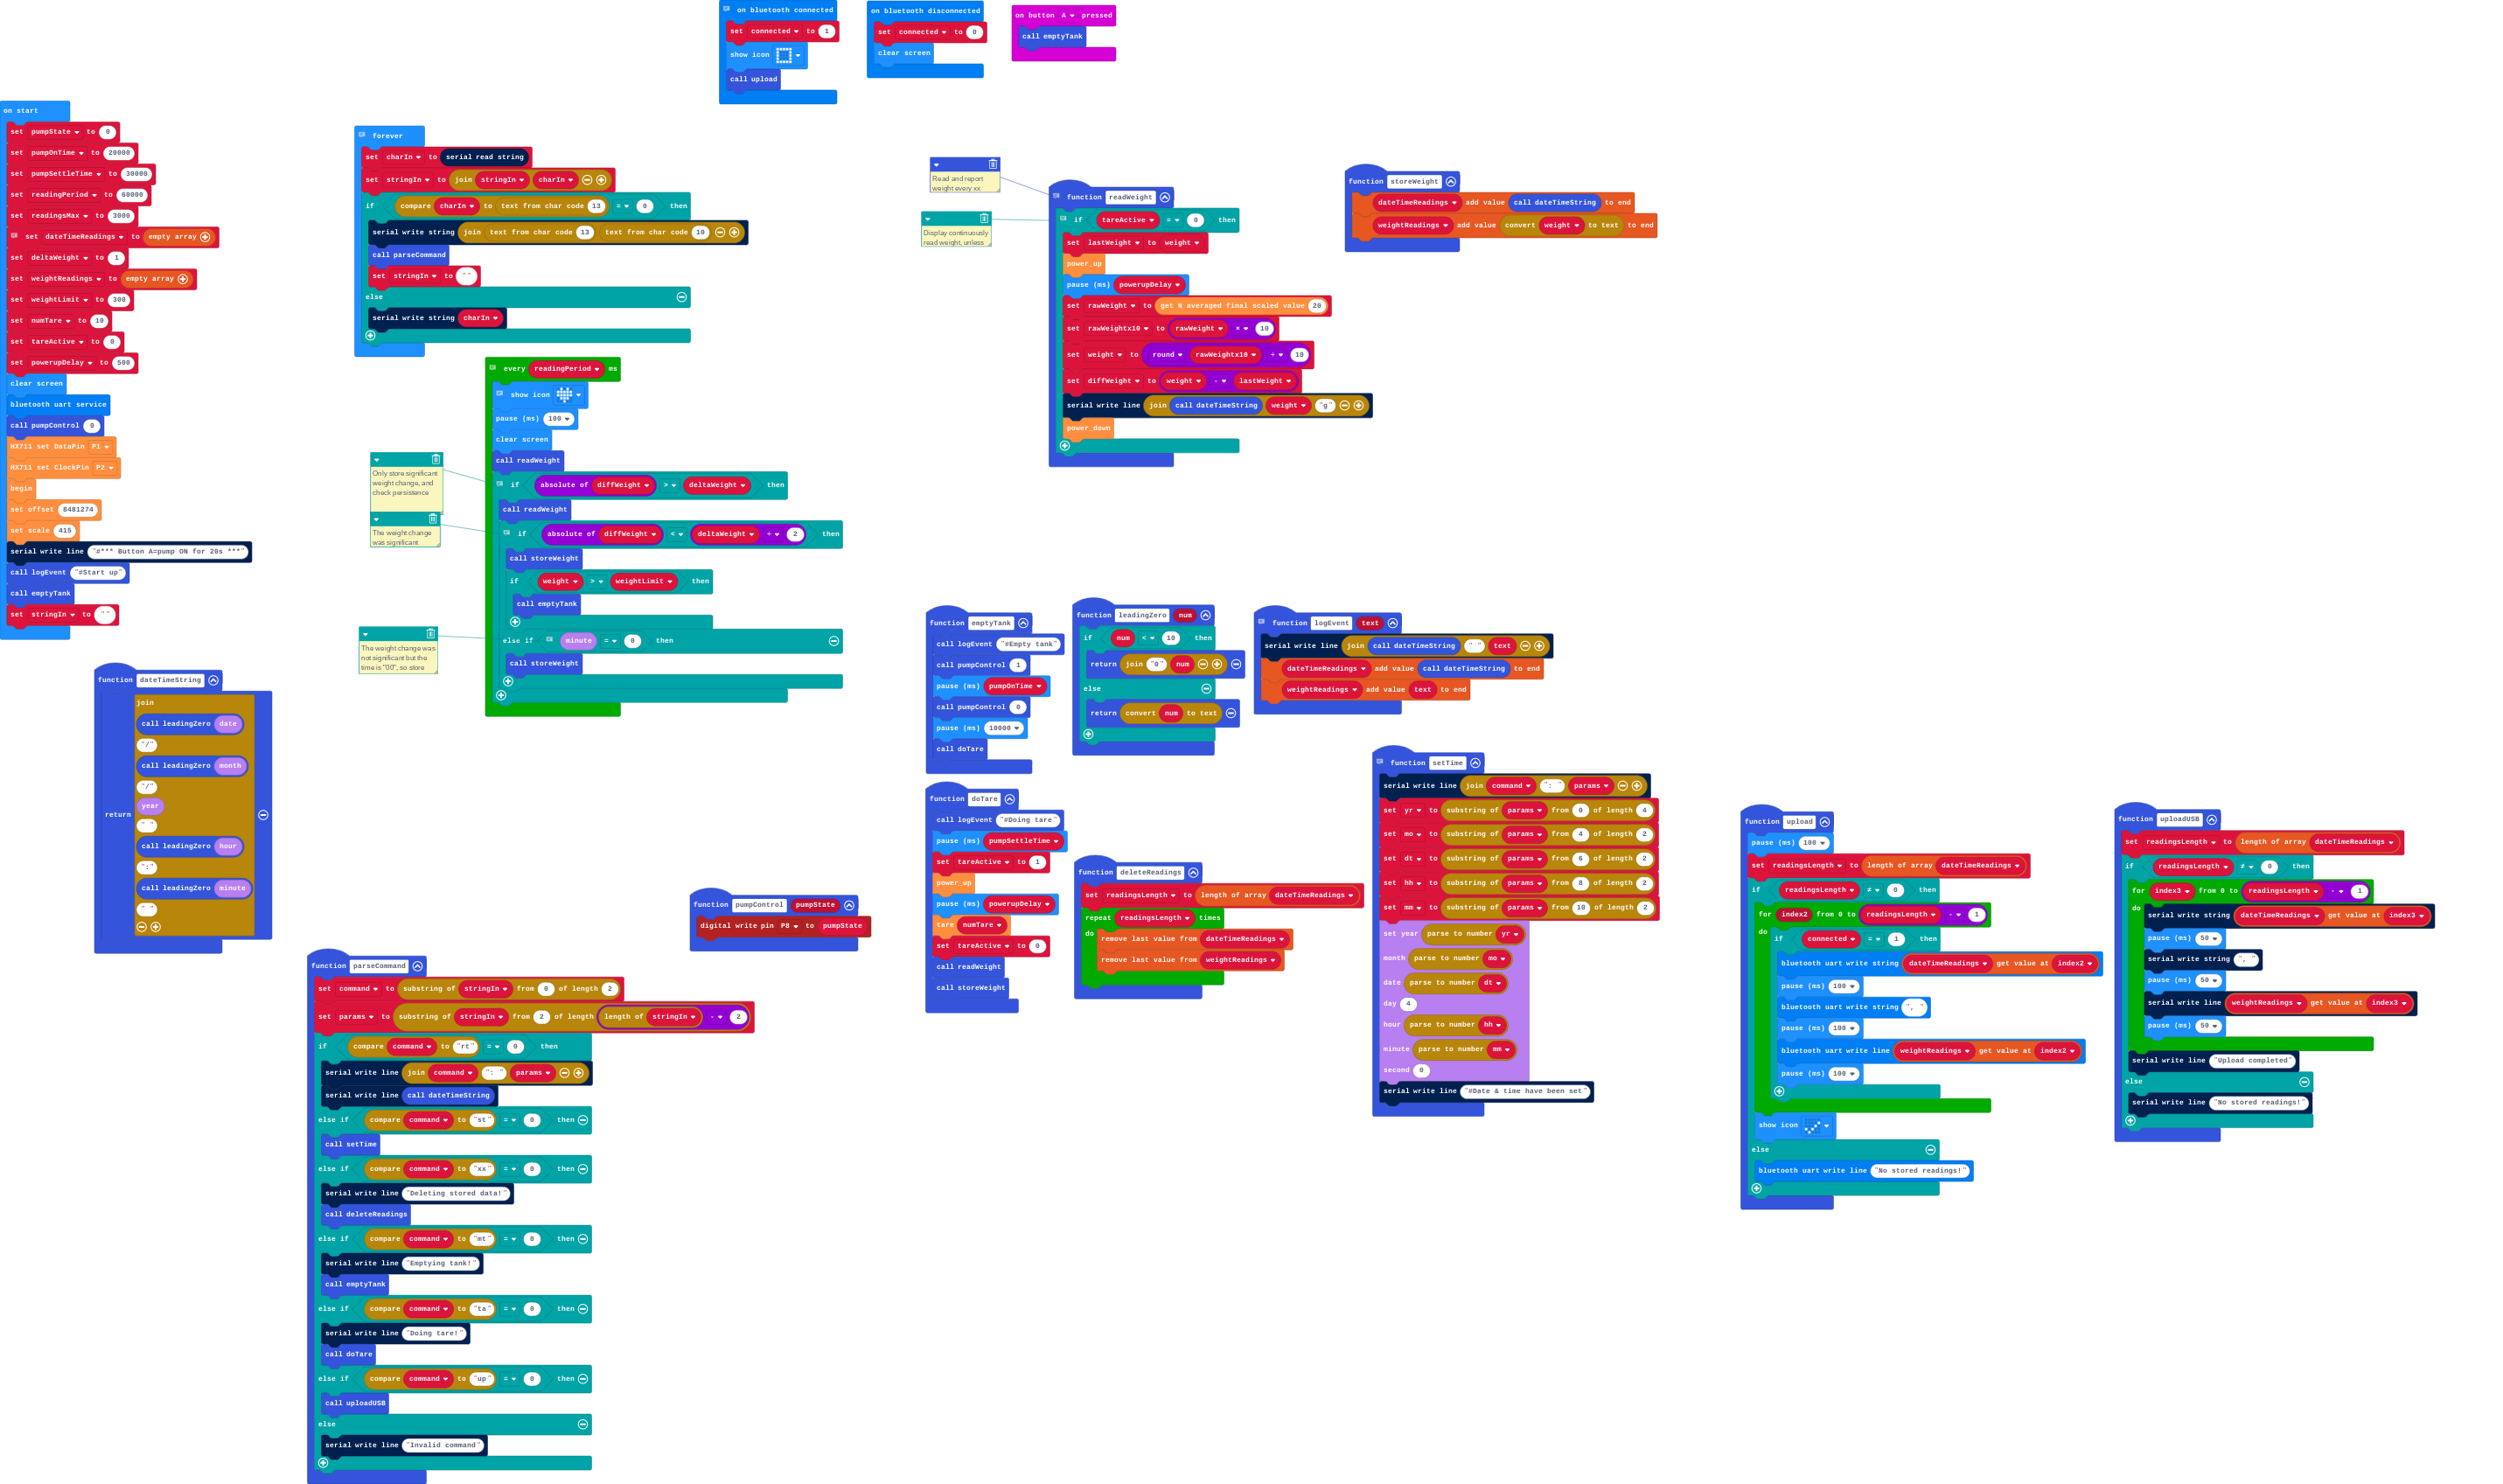 on bluetooth connected
set connected to 1
show icon
call upload
on bluetooth disconnected
set connected to 0
clear screen
on button A pressed
call emptyTank
on start
set pumpState to 0
set pumpOnTime to 20000
set pumpSettleTime to 30000
set readingPeriod to 60000
set readingsMax to 3000
set dateTimeReadings to empty array
set deltaWeight to 1
set weightReadings to empty array
set weightLimit to 300
set numTare to 10
set tareActive to 0
set powerupDelay to 500
clear screen
bluetooth uart service
call pumpControl 0
HX711 set DataPin P1
HX711 set ClockPin P2
begin
set offset 8481274
set scale 415
serial write line "#*** Button A=pump ON for 20s ***"
call logEvent "#Start up"
call emptyTank
set stringIn to ""
forever
set charIn to serial read string
set stringIn to join stringIn charIn
if compare charIn to text from char code 13 = 0 then
serial write string join text from char code 13 text from char code 10
call parseCommand
set stringIn to ""
else
serial write string charIn
every readingPeriod ms
show icon
pause (ms) 100
clear screen
call readWeight
Only store significant
weight change, and
check persistence
if absolute of diffWeight > deltaWeight then
call readWeight
The weight change
was significant
if absolute of diffWeight < deltaWeight ÷ 2 then
call storeWeight
if weight > weightLimit then
call emptyTank
The weight change was
not significant but the
time is "00", so store
else if minute = 0 then
call storeWeight
Read and report
weight every xx
Display continuously
read weight, unless
function readWeight
if tareActive = 0 then
set lastWeight to weight
power_up
pause (ms) powerupDelay
set rawWeight to get N averaged final scaled value 20
set rawWeightx10 to rawWeight × 10
set weight to round rawWeightx10 ÷ 10
set diffWeight to weight - lastWeight
serial write line join call dateTimeString weight "g"
power_down
function storeWeight
dateTimeReadings add value call dateTimeString to end
weightReadings add value convert weight to text to end
function dateTimeString
return
join
call leadingZero date
"/"
call leadingZero month
"/"
year
" "
call leadingZero hour
":"
call leadingZero minute
" "
function emptyTank
call logEvent "#Empty tank"
call pumpControl 1
pause (ms) pumpOnTime
call pumpControl 0
pause (ms) 10000
call doTare
function leadingZero num
if num < 10 then
return join "0" num
else
return convert num to text
function logEvent text
serial write line join call dateTimeString " " text
dateTimeReadings add value call dateTimeString to end
weightReadings add value text to end
function doTare
call logEvent "#Doing tare"
pause (ms) pumpSettleTime
set tareActive to 1
power_up
pause (ms) powerupDelay
tare numTare
set tareActive to 0
call readWeight
call storeWeight
function deleteReadings
set readingsLength to length of array dateTimeReadings
repeat readingsLength times
do
remove last value from dateTimeReadings
remove last value from weightReadings
function pumpControl pumpState
digital write pin P8 to pumpState
function setTime
serial write line join command ": " params
set yr to substring of params from 0 of length 4
set mo to substring of params from 4 of length 2
set dt to substring of params from 6 of length 2
set hh to substring of params from 8 of length 2
set mm to substring of params from 10 of length 2
set year parse to number yr
month parse to number mo
date parse to number dt
day 4
hour parse to number hh
minute parse to number mm
second 0
serial write line "#Date & time have been set"
function parseCommand
set command to substring of stringIn from 0 of length 2
set params to substring of stringIn from 2 of length length of stringIn - 2
if compare command to "rt" = 0 then
serial write line join command ": " params
serial write line call dateTimeString
else if compare command to "st" = 0 then
call setTime
else if compare command to "xx" = 0 then
serial write line "Deleting stored data!"
call deleteReadings
else if compare command to "mt" = 0 then
serial write line "Emptying tank!"
call emptyTank
else if compare command to "ta" = 0 then
serial write line "Doing tare!"
call doTare
else if compare command to "up" = 0 then
call uploadUSB
else
serial write line "Invalid command"
function upload
pause (ms) 100
set readingsLength to length of array dateTimeReadings
if readingsLength ≠ 0 then
for index2 from 0 to readingsLength - 1
do
if connected = 1 then
bluetooth uart write string dateTimeReadings get value at index2
pause (ms) 100
bluetooth uart write string ", "
pause (ms) 100
bluetooth uart write line weightReadings get value at index2
pause (ms) 100
show icon
else
bluetooth uart write line "No stored readings!"
function uploadUSB
set readingsLength to length of array dateTimeReadings
if readingsLength ≠ 0 then
for index3 from 0 to readingsLength - 1
do
serial write string dateTimeReadings get value at index3
pause (ms) 50
serial write string ", "
pause (ms) 50
serial write line weightReadings get value at index3
pause (ms) 50
serial write line "Upload completed"
else
serial write line "No stored readings!"